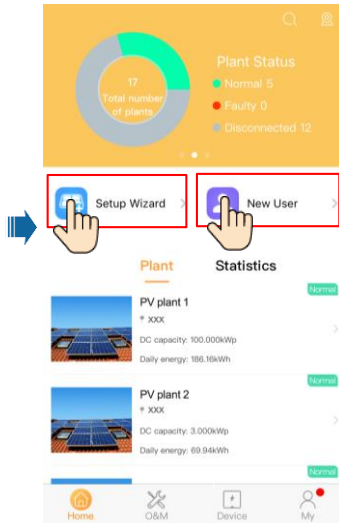 Plant Status
17
Total number
of plants
Normal 5
Faulty 0
Disconnected 12
Setup Wizard
New User
Plant
Statistics
Normal
PV plant 1
XXX
DC capacity: 100.000kWp
Daily energy: 186.16kWh
Normal
PV plant 2
XXX
DC capacity: 3.000kWp
Daily energy: 69.94kWh
Normal
Home
O&M
Device
My